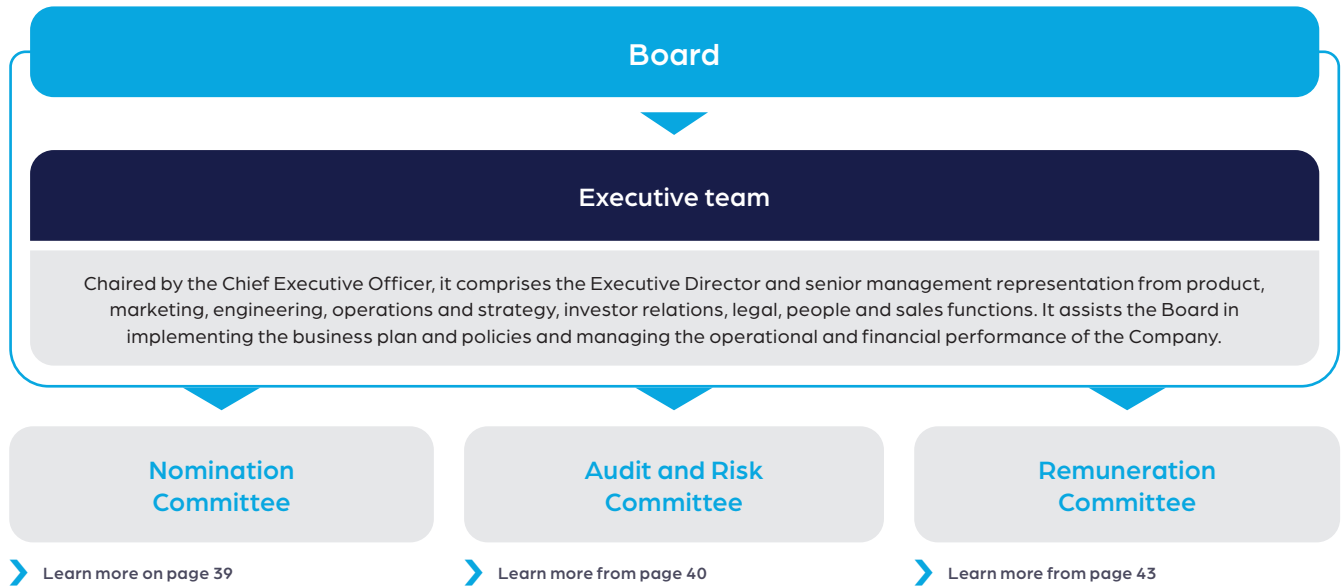 Board
Executive team
Chaired by the Chief Executive Officer, it comprises the Executive Director and senior management representation from product,
marketing, engineering, operations and strategy, investor relations, legal, people and sales functions. It assists the Board in
implementing the business plan and policies and managing the operational and financial performance of the Company.
Nomination
Committee
Audit and Risk
Committee
Remuneration
Committee
Learn more on page 39
Learn more from page 40
Learn more from page 43